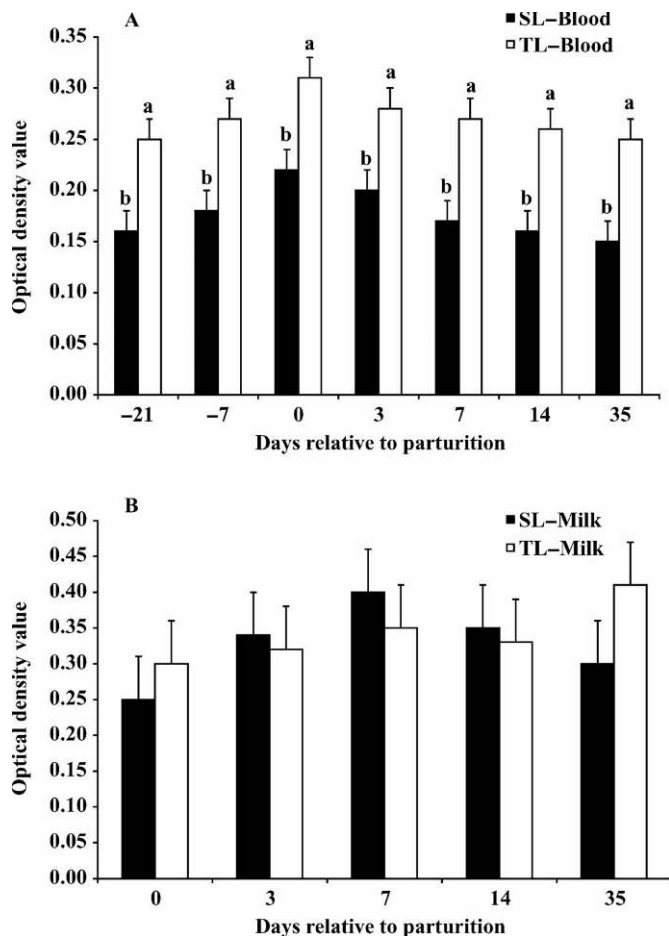 A
SL–Blood
TL–Blood
0.35
0.30
0.25
0.20
0.15
0.10
0.05
0.00
Optical density value
b a b a b a b a b a b a b a
–21 –7 0 3 7 14 35
Days relative to parturition
B
SL–Milk
TL–Milk
0.50
0.45
0.40
0.35
0.30
0.25
0.20
0.15
0.10
0.05
0.00
Optical density value
0 3 7 14 35
Days relative to parturition